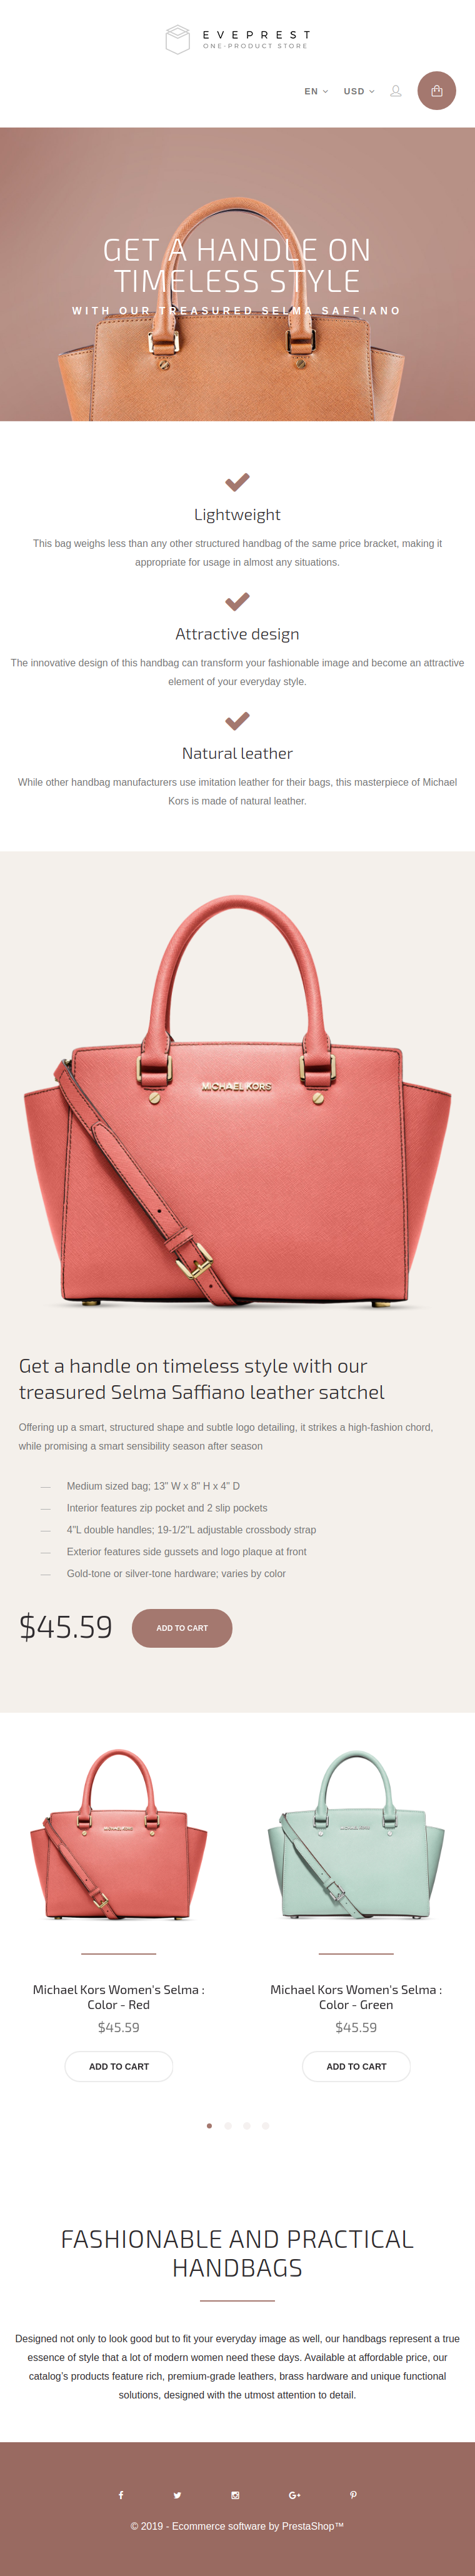 EVEPREST
ONE-PRODUCT STORE
EN USD
GET A HANDLE ON
TIMELESS STYLE
WITH OUR TREASURED SELMA SAFFIANO
Lightweight
This bag weighs less than any other structured handbag of the same price bracket, making it
appropriate for usage in almost any situations.
Attractive design
The innovative design of this handbag can transform your fashionable image and become an attractive
element of your everyday style.
Natural leather
While other handbag manufacturers use imitation leather for their bags, this masterpiece of Michael
Kors is made of natural leather.
MICHAEL KORS
Get a handle on timeless style with our
treasured Selma Saffiano leather satchel
Offering up a smart, structured shape and subtle logo detailing, it strikes a high-fashion chord,
while promising a smart sensibility season after season
— Medium sized bag; 13" W x 8" H x 4" D
— Interior features zip pocket and 2 slip pockets
— 4"L double handles; 19-1/2"L adjustable crossbody strap
— Exterior features side gussets and logo plaque at front
— Gold-tone or silver-tone hardware; varies by color
$45.59 ADD TO CART
Michael Kors Women's Selma :
Color - Red
$45.59
ADD TO CART
Michael Kors Women's Selma :
Color - Green
$45.59
ADD TO CART
FASHIONABLE AND PRACTICAL
HANDBAGS
Designed not only to look good but to fit your everyday image as well, our handbags represent a true
essence of style that a lot of modern women need these days. Available at affordable price, our
catalog's products feature rich, premium-grade leathers, brass hardware and unique functional
solutions, designed with the utmost attention to detail.
© 2019 - Ecommerce software by PrestaShop™